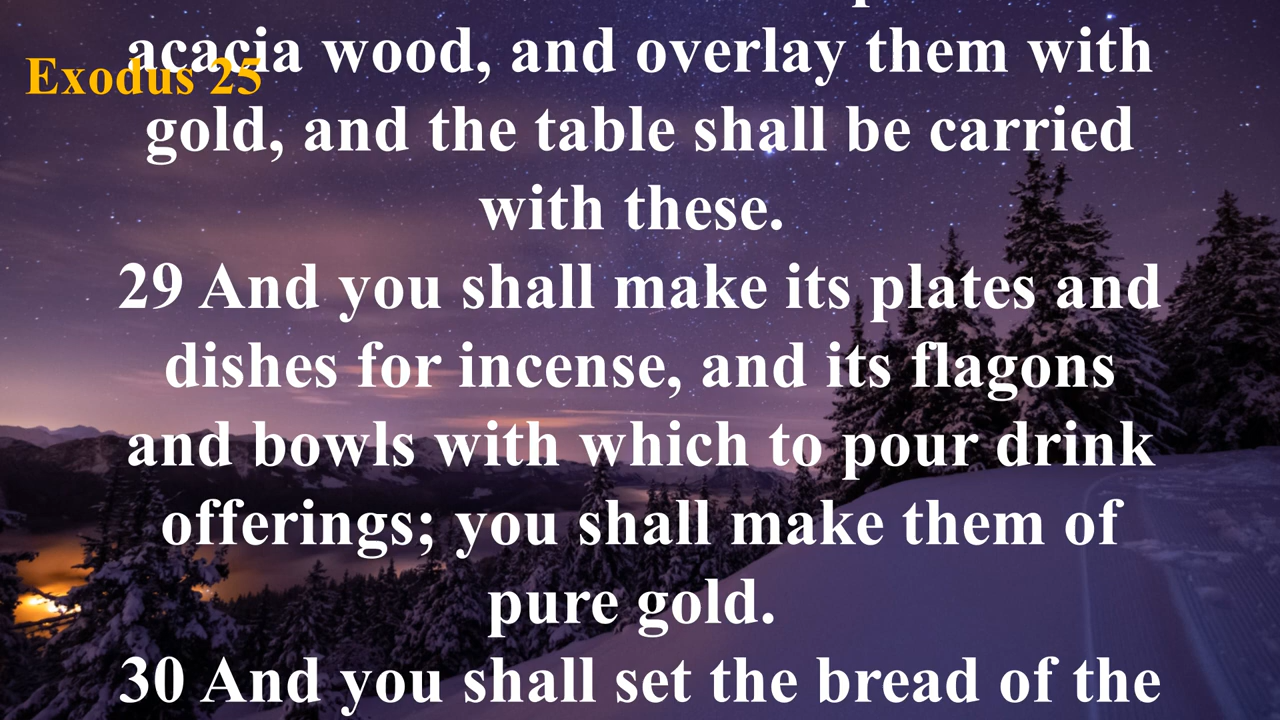 Exodus 25
acacia wood, and overlay them with
gold, and the table shall be carried
with these.
29 And you shall make its plates and
dishes for incense, and its flagons
and bowls with which to pour drink
offerings; you shall make them of
pure gold.
30 And you shall set the bread of the